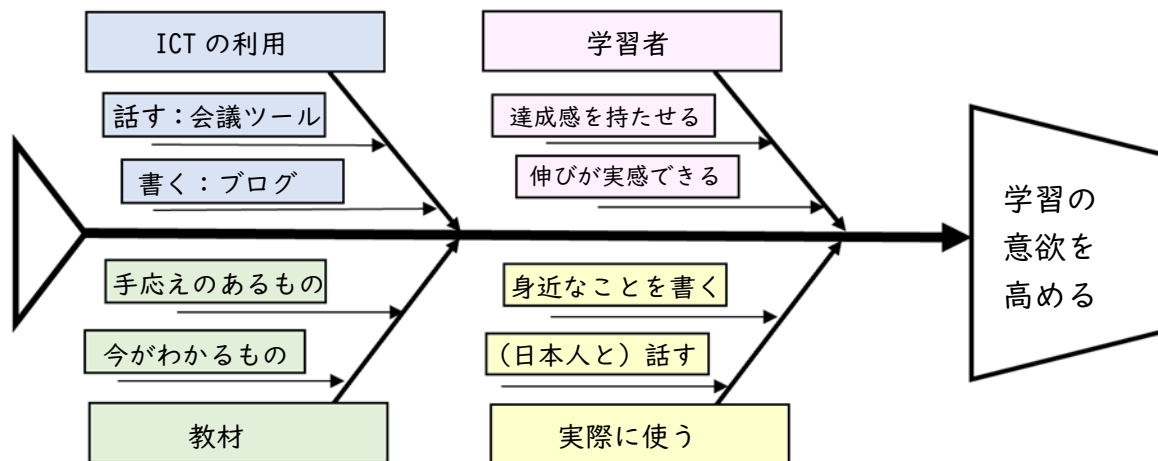 ICT の利用
話す：会議ツール
書く：ブログ
学習者
達成感を持たせる
伸びが実感できる
手応えのあるもの
今がわかるもの
教材
身近なことを書く
（日本人と）話す
実際に使う
学習の
意欲を
高める